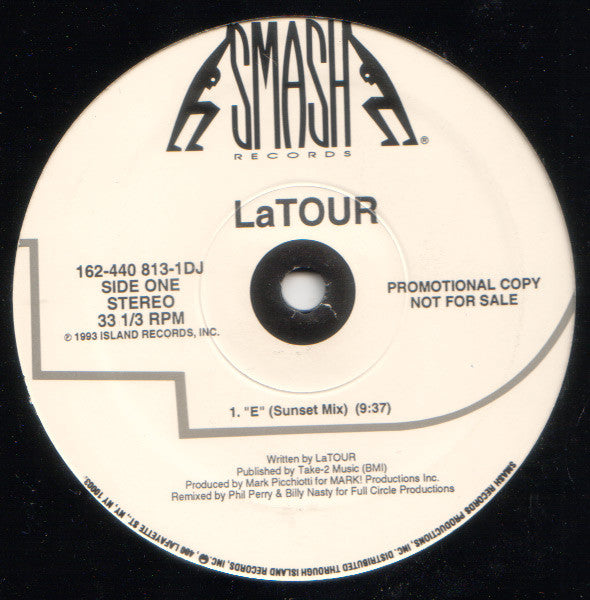 SMASH
RECORDS
®
LaTOUR
162-440 813-1DJ
SIDE ONE
STEREO
33 1/3 RPM
℗ 1993 ISLAND RECORDS, INC.
PROMOTIONAL COPY
NOT FOR SALE
1. "E" (Sunset Mix) (9:37)
Written by LaTOUR
Published by Take-2 Music (BMI)
Produced by Mark Picchiotti for MARK! Productions Inc.
Remixed by Phil Perry & Billy Nasty for Full Circle Productions
SMASH RECORDS PRODUCTIONS, INC. DISTRIBUTED THROUGH ISLAND RECORDS, INC., 400 LAFAYETTE ST., NY, NY 10003.